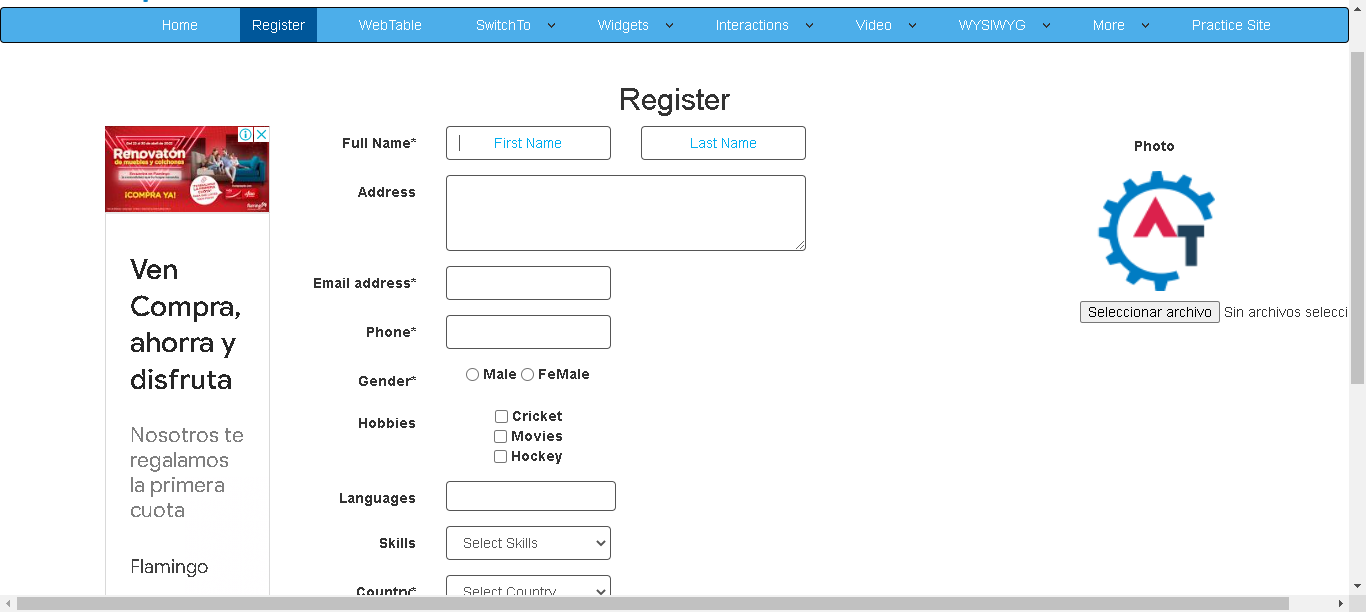 Home Register WebTable SwitchTo Widgets Interactions Video WYSIWYG More Practice Site
Register
Renovatón
de muebles y colchones
¡COMPRA YA!
Ven
Compra,
ahorra y
disfruta
Nosotros te
regalamos
la primera
cuota
Flamingo
Full Name* First Name Last Name
Address
Email address*
Phone*
Gender* Male FeMale
Hobbies Cricket
Movies
Hockey
Languages
Skills Select Skills
Country* Select Country
Photo
AT
Seleccionar archivo Sin archivos selecci